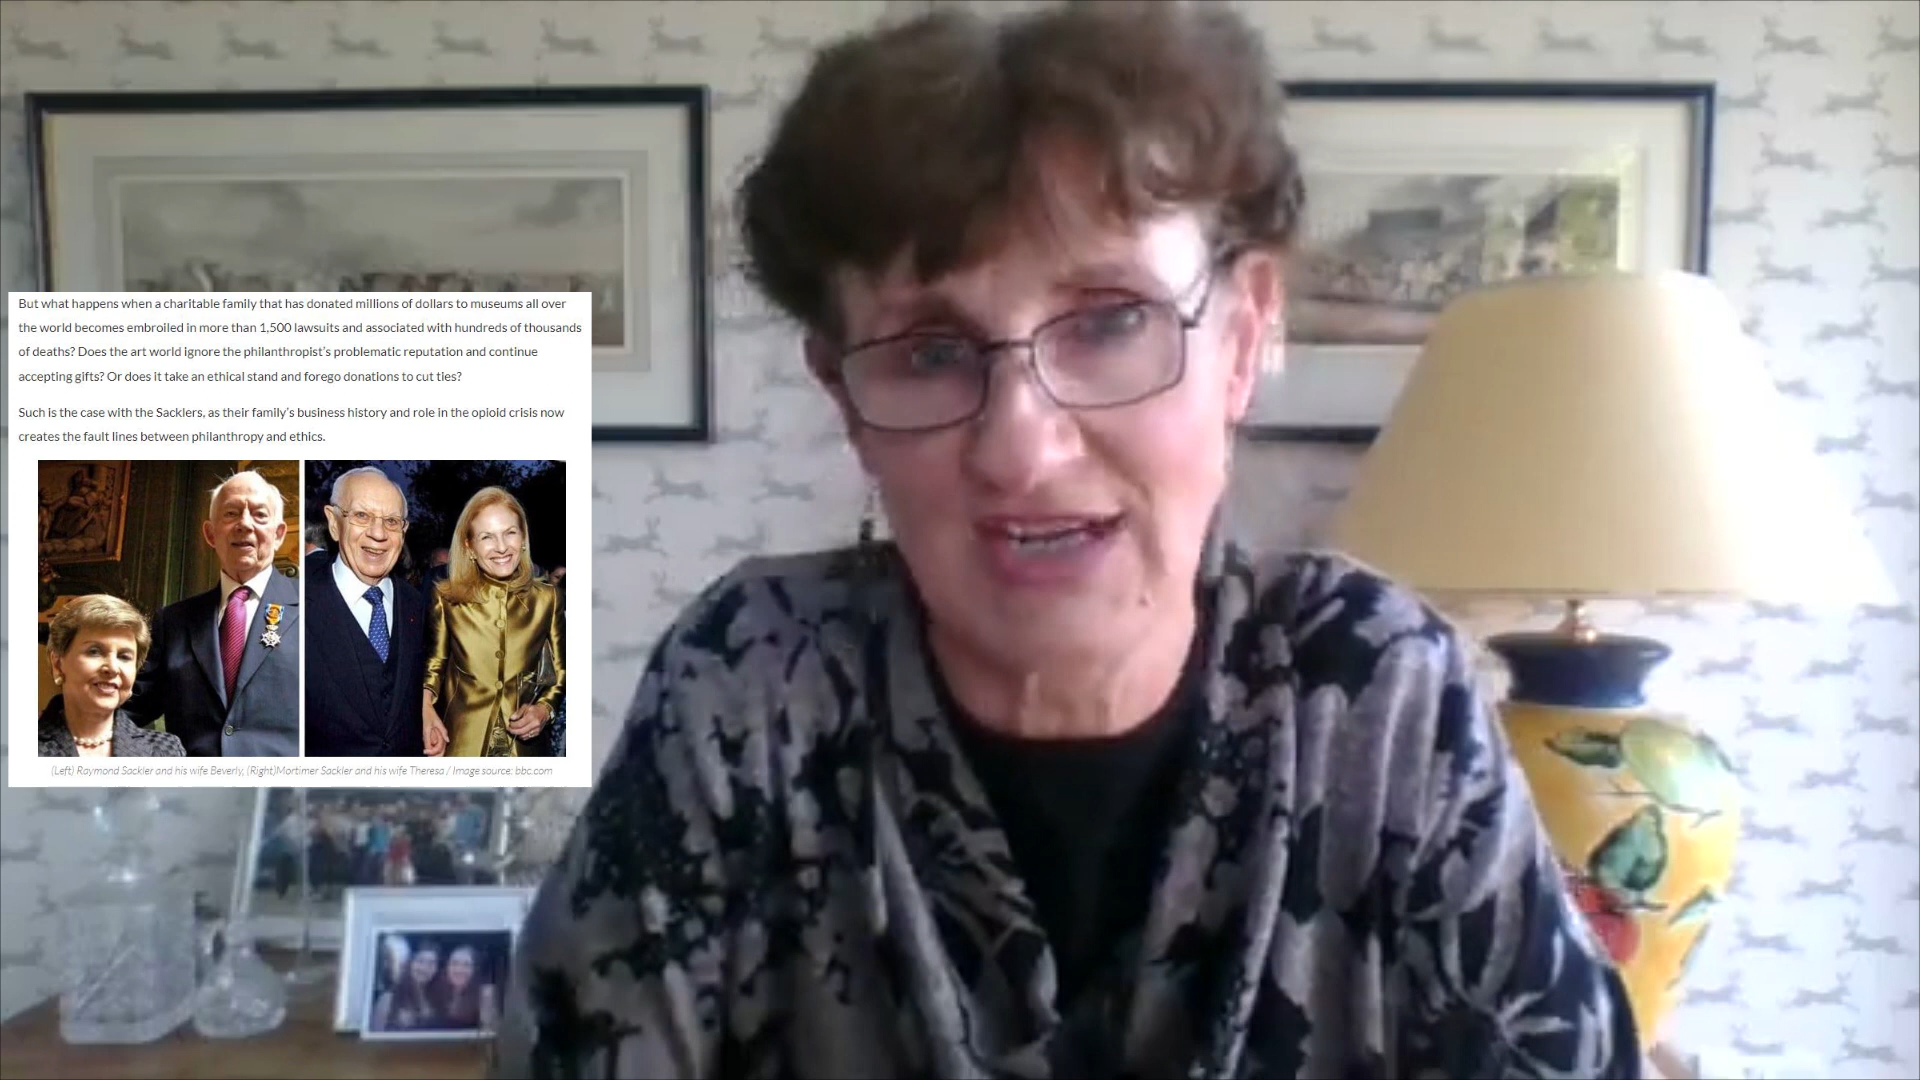 But what happens when a charitable family that has donated millions of dollars to museums all over
the world becomes embroiled in more than 1,500 lawsuits and associated with hundreds of thousands
of deaths? Does the art world ignore the philanthropist's problematic reputation and continue
accepting gifts? Or does it take an ethical stand and forego donations to cut ties?
Such is the case with the Sacklers, as their family's business history and role in the opioid crisis now
creates the fault lines between philanthropy and ethics.
(Left) Raymond Sackler and his wife Beverly, (Right)Mortimer Sackler and his wife Theresa / Image source: bbc.com